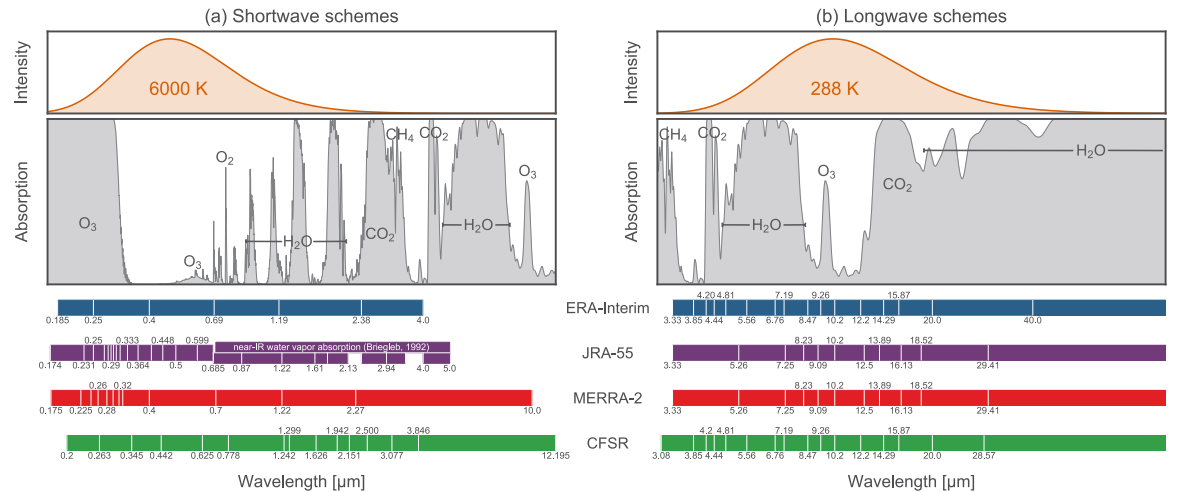 (a) Shortwave schemes
(b) Longwave schemes
Intensity
6000 K
Intensity
288 K
Absorption
O3
O3
O2
H2O
CO2
CH4
CO2
H2O
O3
Absorption
CH4
CO2
H2O
O3
CO2
H2O
ERA-Interim
0.185 0.25 0.4 0.69 1.19 2.38 4.0
4.20 4.81 7.19 9.26 15.87
3.33 3.85 4.44 5.56 6.76 8.47 10.2 12.5 14.29 20.0 40.0
JRA-55
0.25 0.333 0.448 0.599
near-IR water vapor absorption (Briegleb, 1992)
0.174 0.231 0.29 0.364 0.5 0.685 0.87 1.22 1.61 2.13 2.94 4.0 5.0
8.23 10.2 13.89 18.52
3.33 5.26 7.25 9.09 12.5 16.13 29.41
MERRA-2
0.26 0.32
0.175 0.225 0.28 0.4 0.7 1.22 2.27 10.0
8.23 10.2 13.89 18.52
3.33 5.26 7.25 9.09 12.5 16.13 29.41
CFSR
1.299 1.942 2.500 3.846
0.2 0.263 0.345 0.442 0.625 0.778 1.242 1.626 2.151 3.077 12.195
4.2 4.81 7.19 9.26 15.87
3.08 3.85 4.44 5.56 6.76 8.47 10.2 12.5 14.29 20.0 28.57
Wavelength [µm]
Wavelength [µm]